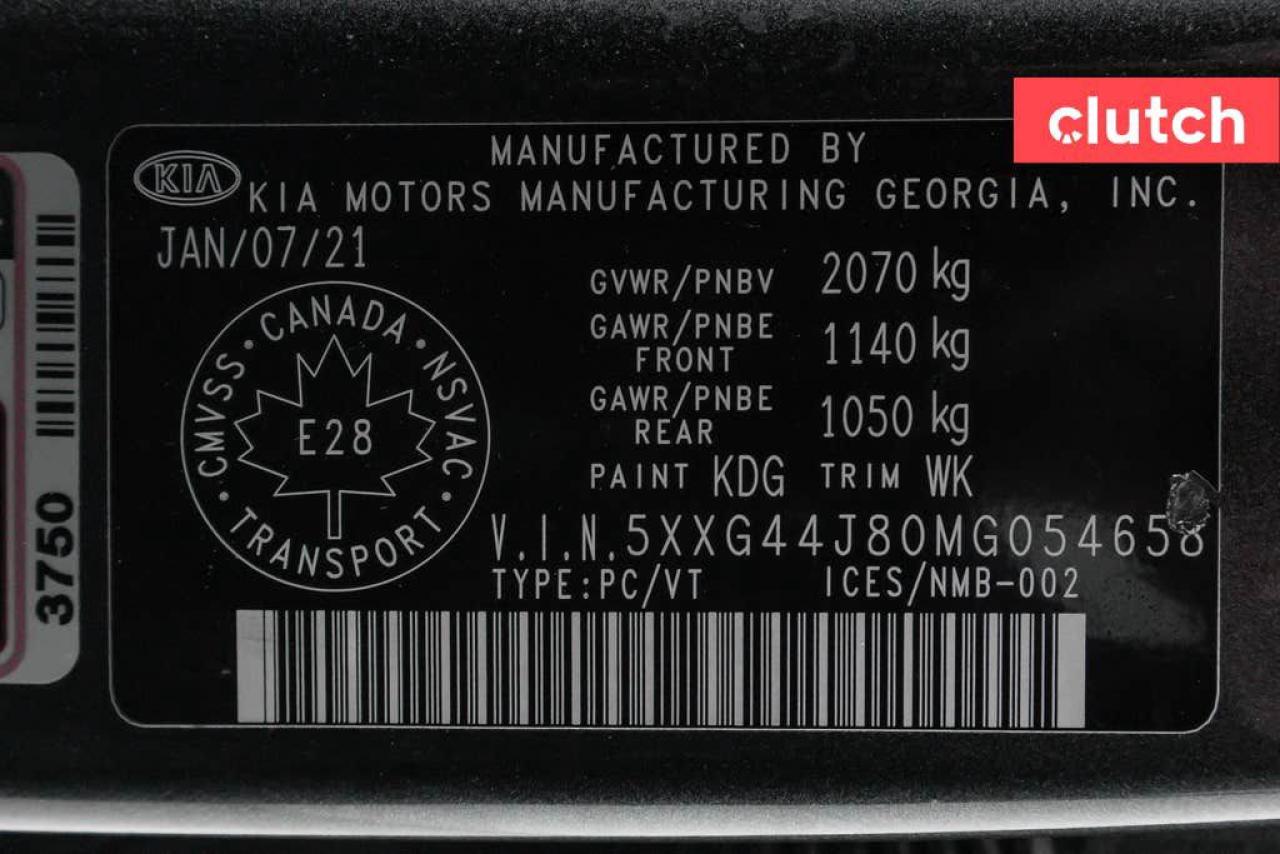 clutch
MANUFACTURED BY
KIA
KIA MOTORS MANUFACTURING GEORGIA, INC.
JAN/07/21
GVWR/PNBV 2070 kg
GAWR/PNBE FRONT 1140 kg
GAWR/PNBE REAR 1050 kg
PAINT KDG TRIM WK
CANADA • NSVAC • TRANSPORT • CMVSS •
E28
V.I.N.5XXG44J80MG054658
TYPE:PC/VT ICES/NMB-002
3750